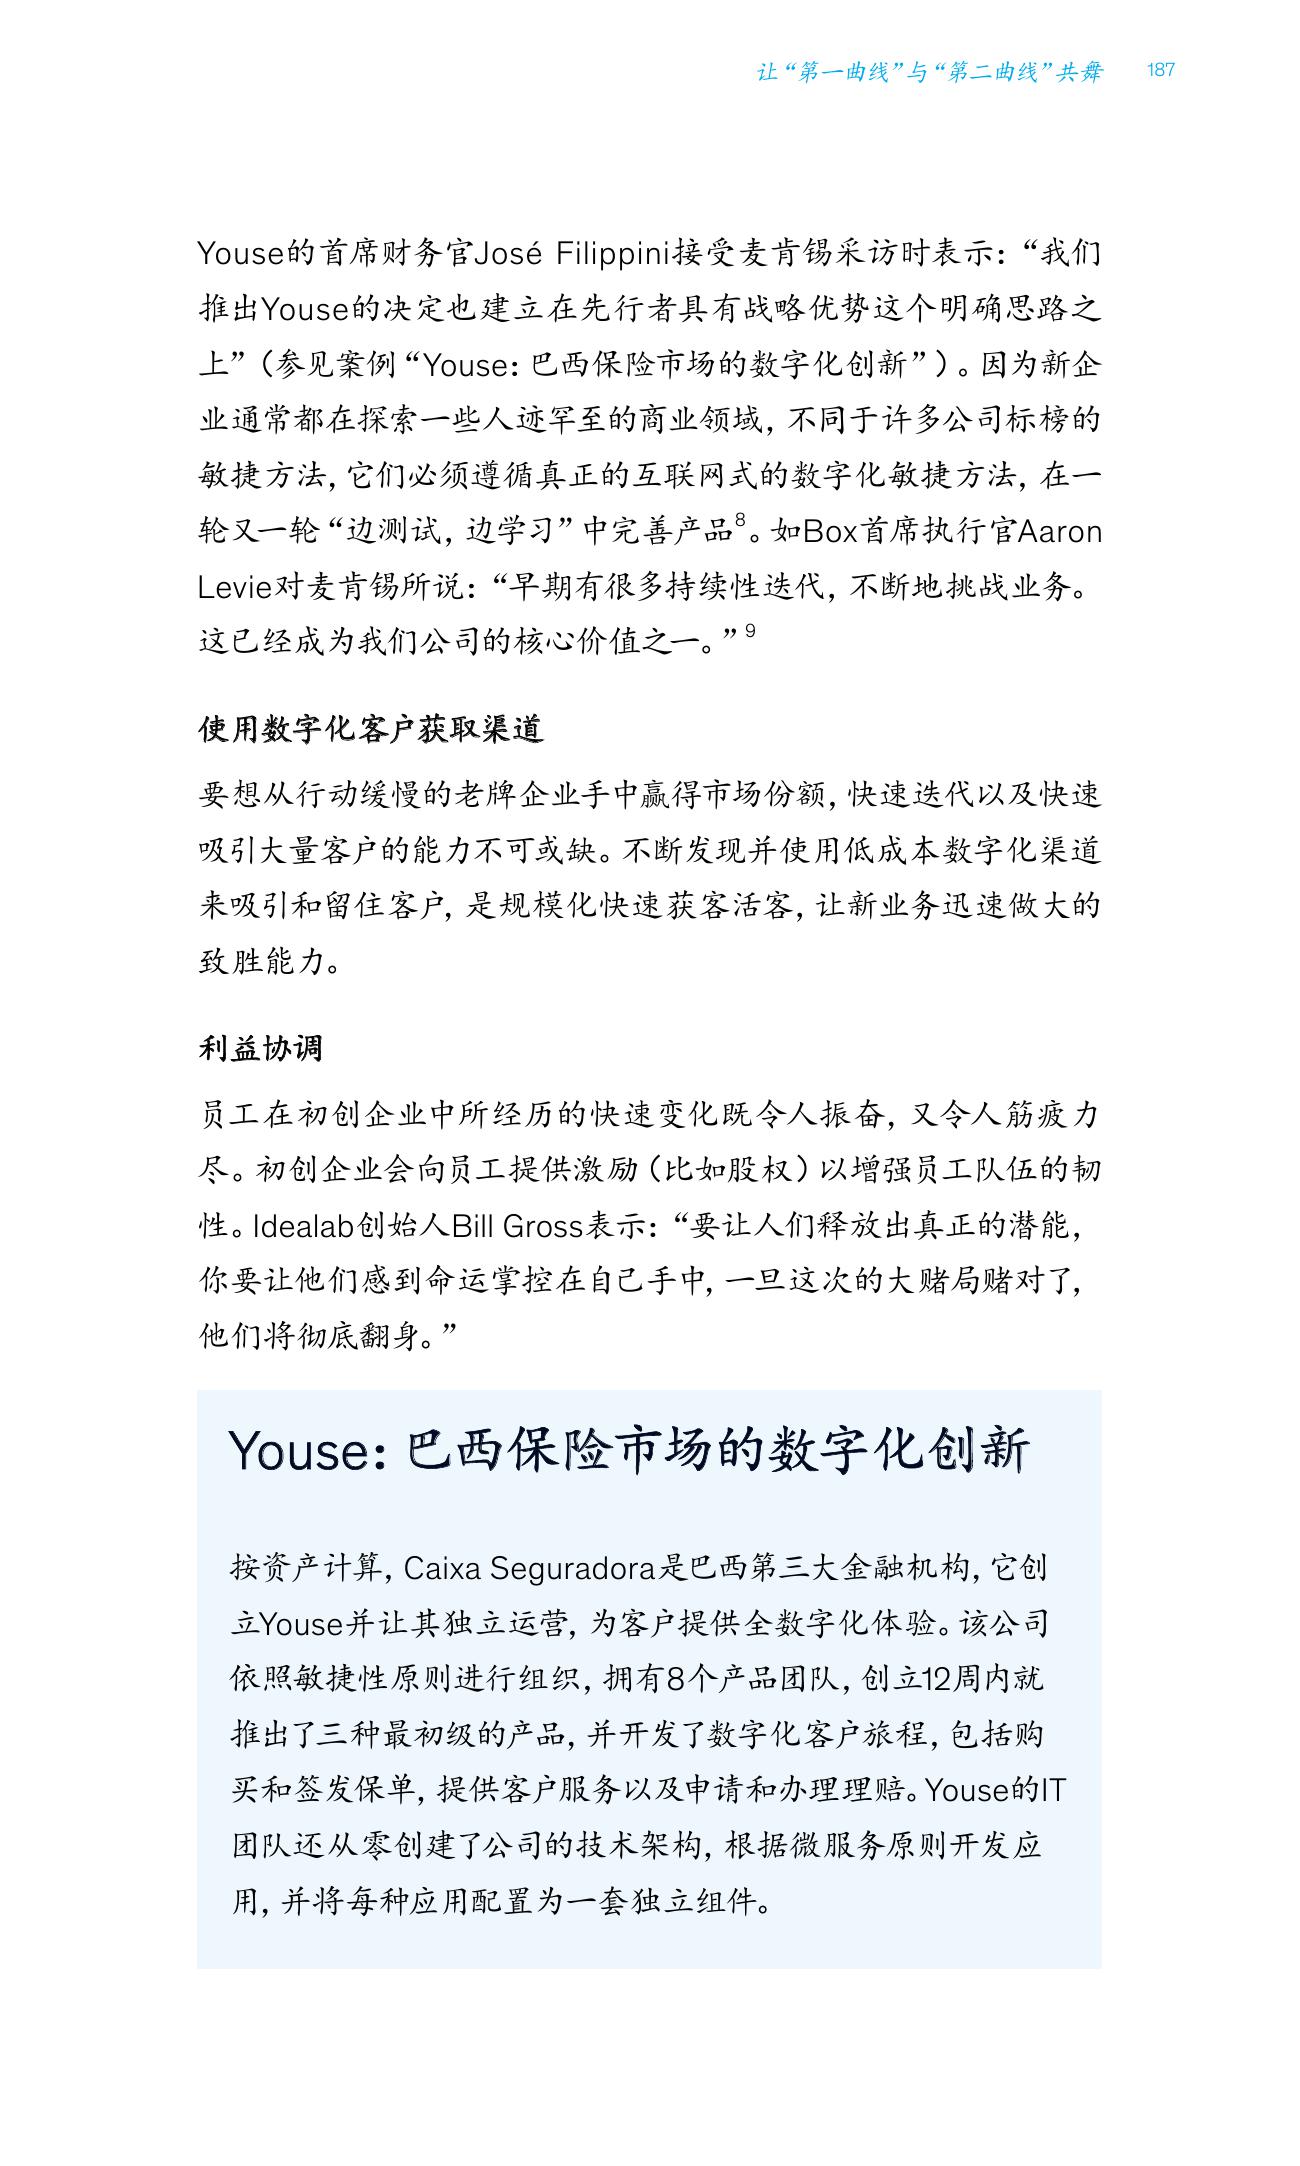 让“第一曲线”与“第二曲线”共舞 187
Youse的首席财务官José Filippini接受麦肯锡采访时表示：“我们
推出Youse的决定也建立在先行者具有战略优势这个明确思路之
上”（参见案例“Youse：巴西保险市场的数字化创新”）。因为新企
业通常都在探索一些人迹罕至的商业领域，不同于许多公司标榜的
敏捷方法，它们必须遵循真正的互联网式的数字化敏捷方法，在一
轮又一轮“边测试，边学习”中完善产品8。如Box首席执行官Aaron
Levie对麦肯锡所说：“早期有很多持续性迭代，不断地挑战业务。
这已经成为我们公司的核心价值之一。”9
使用数字化客户获取渠道
要想从行动缓慢的老牌企业手中赢得市场份额，快速迭代以及快速
吸引大量客户的能力不可或缺。不断发现并使用低成本数字化渠道
来吸引和留住客户，是规模化快速获客活客，让新业务迅速做大的
致胜能力。
利益协调
员工在初创企业中所经历的快速变化既令人振奋，又令人筋疲力
尽。初创企业会向员工提供激励（比如股权）以增强员工队伍的韧
性。Idealab创始人Bill Gross表示：“要让人们释放出真正的潜能，
你要让他们感到命运掌控在自己手中，一旦这次的大赌局赌对了，
他们将彻底翻身。”
Youse：巴西保险市场的数字化创新
按资产计算，Caixa Seguradora是巴西第三大金融机构，它创
立Youse并让其独立运营，为客户提供全数字化体验。该公司
依照敏捷性原则进行组织，拥有8个产品团队，创立12周内就
推出了三种最初级的产品，并开发了数字化客户旅程，包括购
买和签发保单，提供客户服务以及申请和办理理赔。Youse的IT
团队还从零创建了公司的技术架构，根据微服务原则开发应
用，并将每种应用配置为一套独立组件。